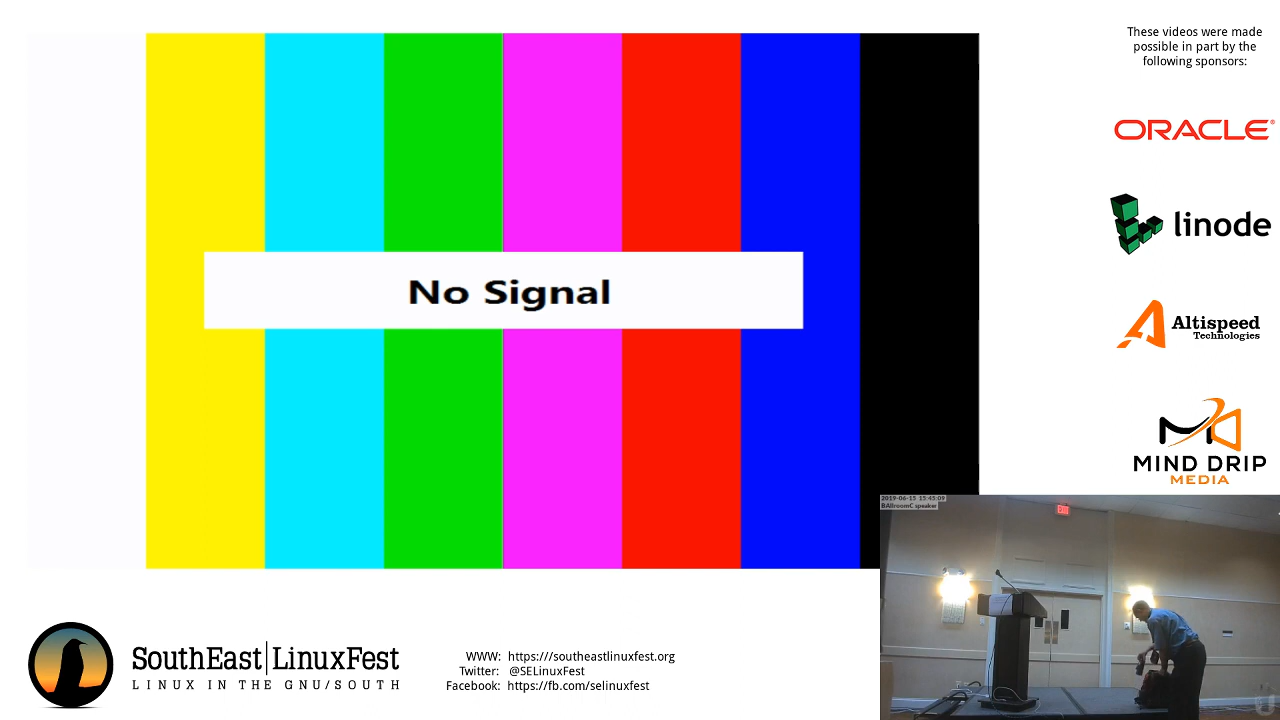 These videos were made
possible in part by the
following sponsors:
ORACLE®
linode
Altispeed
Technologies
MIND DRIP
MEDIA
No Signal
2019-06-15 15:45:09
BAllroomC speaker
EXIT
SouthEast|LinuxFest
LINUX IN THE GNU/SOUTH
WWW: https:///southeastlinuxfest.org
Twitter: @SELinuxFest
Facebook: https://fb.com/selinuxfest